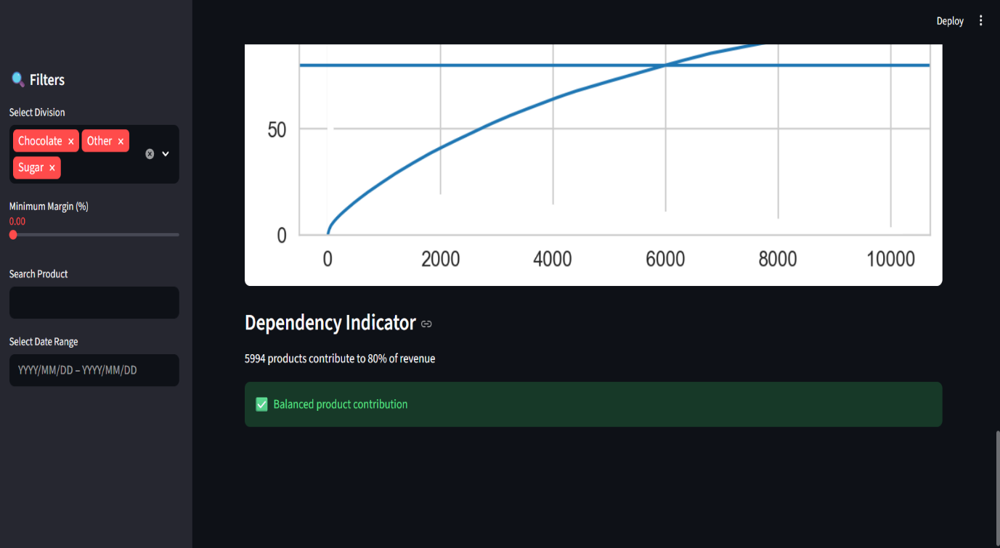 Deploy
🔍 Filters
Select Division
Chocolate × Other ×
Sugar ×
Minimum Margin (%)
0.00
Search Product
Select Date Range
YYYY/MM/DD – YYYY/MM/DD
50
0
0 2000 4000 6000 8000 10000
Dependency Indicator
5994 products contribute to 80% of revenue
✅ Balanced product contribution